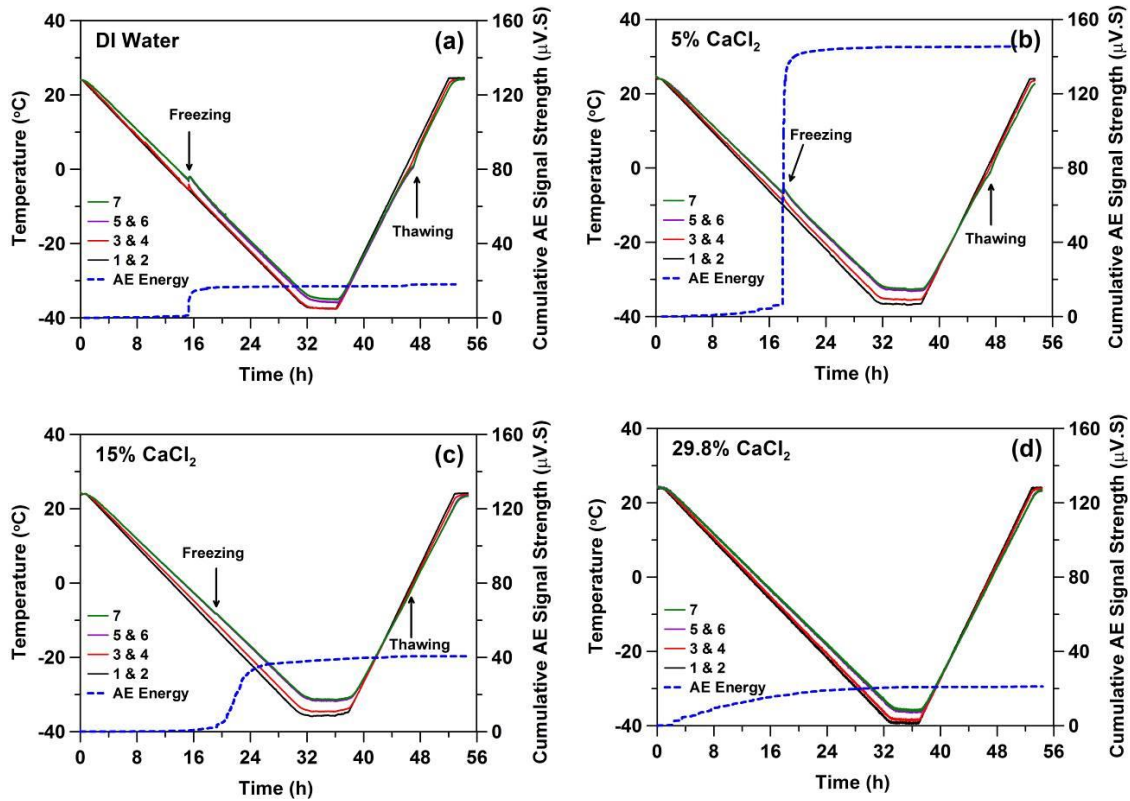 DI Water
(a)
Temperature (°C)
40
20
0
-20
-40
Freezing
Thawing
7
5 & 6
3 & 4
1 & 2
AE Energy
0
8
16
24
32
40
48
56
Time (h)
160
120
80
40
0
Cumulative AE Signal Strength (μV.S)
5% CaCl₂
(b)
Temperature (°C)
40
20
0
-20
-40
Freezing
Thawing
7
5 & 6
3 & 4
1 & 2
AE Energy
0
8
16
24
32
40
48
56
Time (h)
160
120
80
40
0
Cumulative AE Signal Strength (μV.S)
15% CaCl₂
(c)
Temperature (°C)
40
20
0
-20
-40
Freezing
Thawing
7
5 & 6
3 & 4
1 & 2
AE Energy
0
8
16
24
32
40
48
56
Time (h)
160
120
80
40
0
Cumulative AE Signal Strength (μV.S)
29.8% CaCl₂
(d)
Temperature (°C)
40
20
0
-20
-40
7
5 & 6
3 & 4
1 & 2
AE Energy
0
8
16
24
32
40
48
56
Time (h)
160
120
80
40
0
Cumulative AE Signal Strength (μV.S)